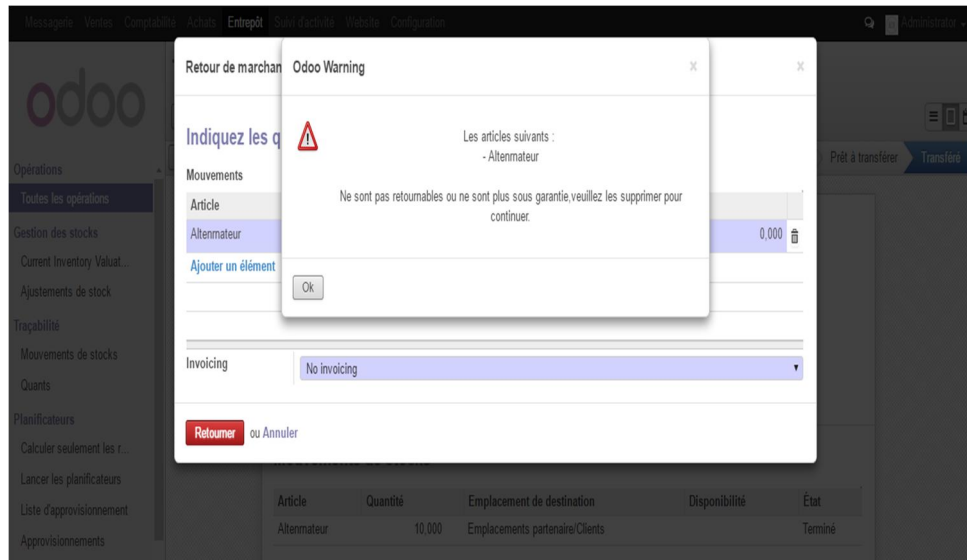 Messagerie Ventes Comptabilité Achats Entrepôt Suivi d'activité Website Configuration Administrator
odoo
Opérations
Toutes les opérations
Gestion des stocks
Current Inventory Valuat...
Ajustements de stock
Traçabilité
Mouvements de stocks
Quants
Planificateurs
Calculer seulement les r...
Lancer les planificateurs
Liste d'approvisionnement
Approvisionnements
Retour de marchan
x
Indiquez les q
Mouvements
Article
Altenmateur 0,000
Ajouter un élément
Invoicing No invoicing
Retourner ou Annuler
Odoo Warning x
Les articles suivants :
- Altenmateur
Ne sont pas retournables ou ne sont plus sous garantie,veuillez les supprimer pour
continuer.
Ok
Prêt à transférer Transféré
Article Quantité Emplacement de destination Disponibilité État
Altenmateur 10,000 Emplacements partenaire/Clients Terminé